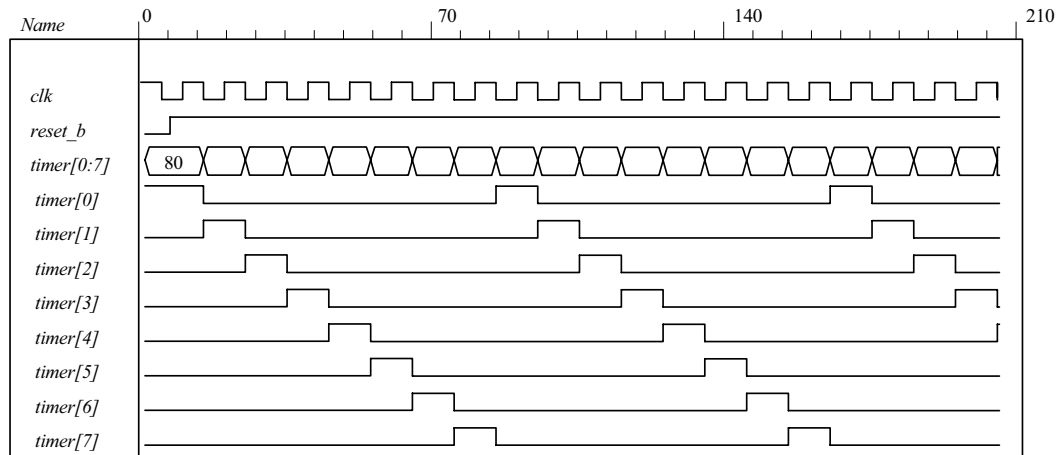 Name 0 70 140 210
clk
reset_b
timer[0:7] 80
timer[0]
timer[1]
timer[2]
timer[3]
timer[4]
timer[5]
timer[6]
timer[7]